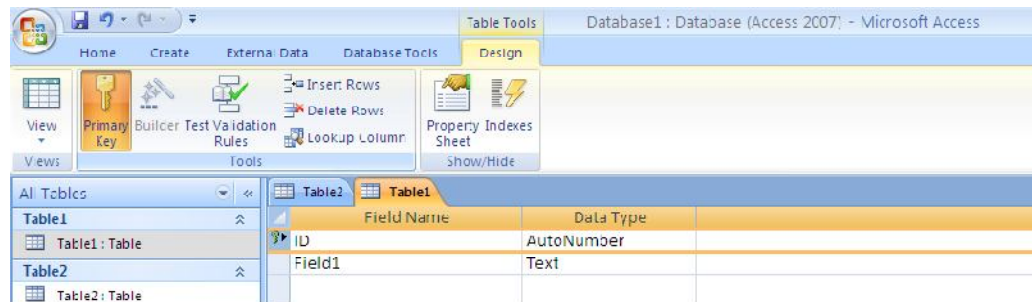 Table Tools Database1 : Database (Access 2007) - Microsoft Access
Home Create External Data Database Tools Design
View
Primary Key
Builder
Test Validation Rules
Insert Rows
Delete Rows
Lookup Column
Property Sheet
Indexes
Views Tools Show/Hide
All Tables
Table1
Table1 : Table
Table2
Table2 : Table
Table2 Table1
Field Name Data Type
ID AutoNumber
Field1 Text